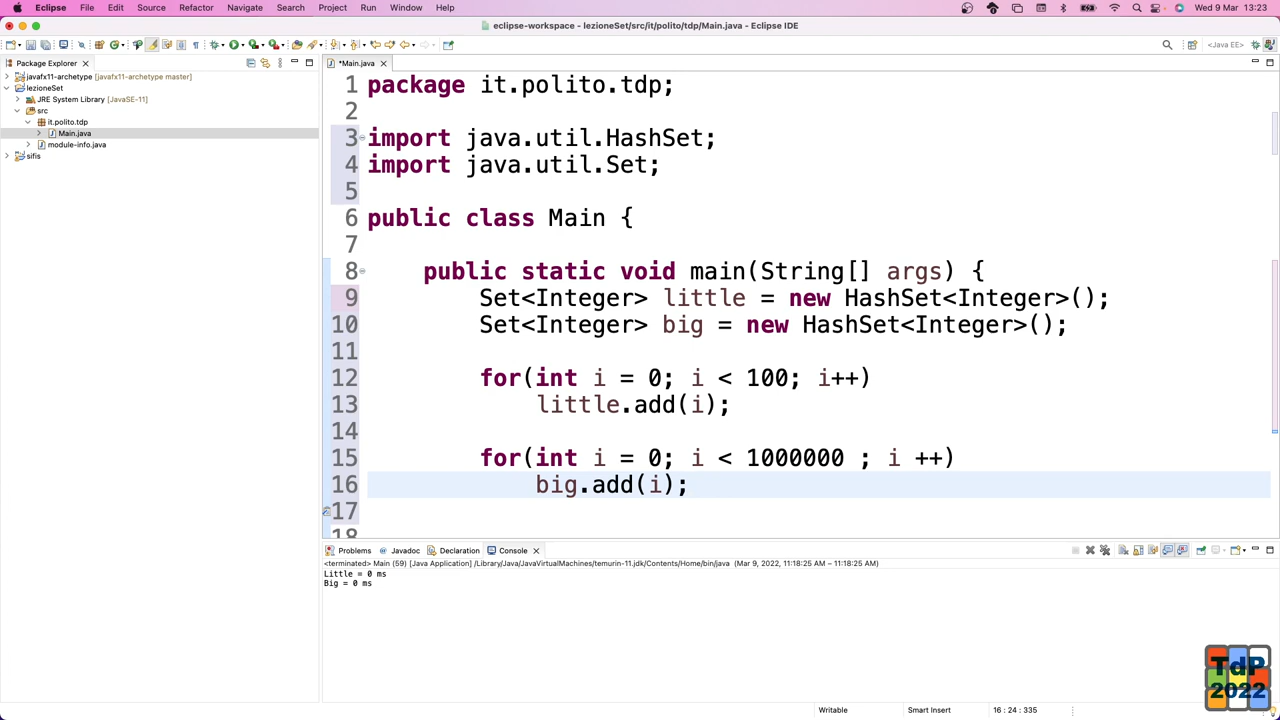 Eclipse File Edit Source Refactor Navigate Search Project Run Window Help Wed 9 Mar 13:23
eclipse-workspace - lezioneSet/src/it/polito/tdp/Main.java - Eclipse IDE
<Java EE>
Package Explorer
*Main.java
javafx11-archetype [javafx11-archetype master]
lezioneSet
JRE System Library [JavaSE-11]
src
it.polito.tdp
Main.java
module-info.java
sifis
1 package it.polito.tdp;
2
3 import java.util.HashSet;
4 import java.util.Set;
5
6 public class Main {
7
8 public static void main(String[] args) {
9 Set<Integer> little = new HashSet<Integer>();
10 Set<Integer> big = new HashSet<Integer>();
11
12 for(int i = 0; i < 100; i++)
13 little.add(i);
14
15 for(int i = 0; i < 1000000 ; i ++)
16 big.add(i);
17
18
Problems Javadoc Declaration Console
<terminated> Main (59) [Java Application] /Library/Java/JavaVirtualMachines/temurin-11.jdk/Contents/Home/bin/java (Mar 9, 2022, 11:18:25 AM – 11:18:25 AM)
Little = 0 ms
Big = 0 ms
TdP
2022
Writable Smart Insert 16 : 24 : 335